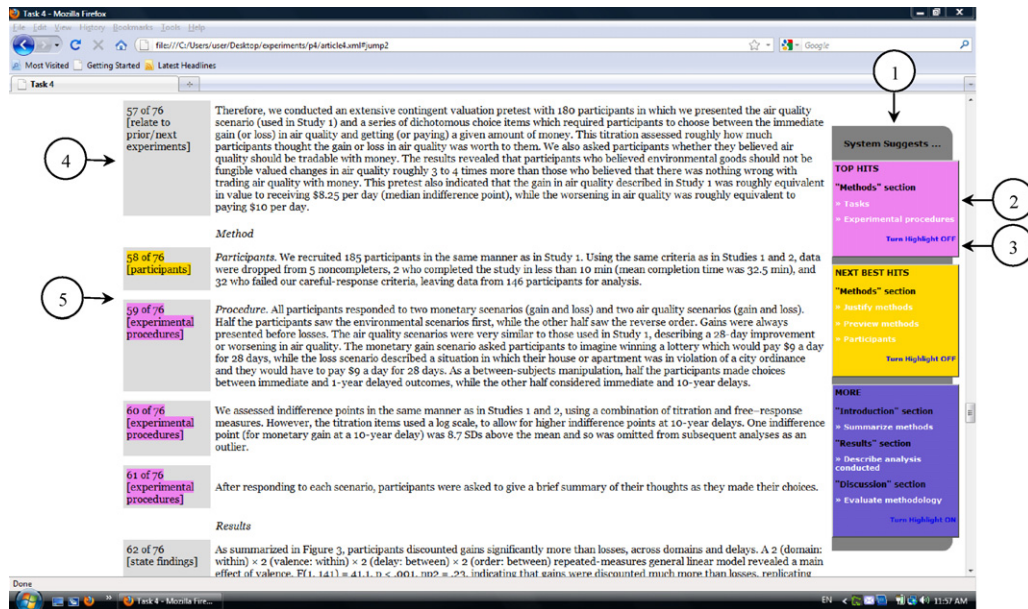 Task 4 - Mozilla Firefox
File Edit View History Bookmarks Tools Help
file:///C:/Users/user/Desktop/experiments/p4/article4.xml#jump2
Google
Most Visited Getting Started Latest Headlines
Task 4
1
57 of 76
[relate to
prior/next
experiments]
4
Therefore, we conducted an extensive contingent valuation pretest with 180 participants in which we presented the air quality
scenario (used in Study 1) and a series of dichotomous choice items which required participants to choose between the immediate
gain (or loss) in air quality and getting (or paying) a given amount of money. This titration assessed roughly how much
participants thought the gain or loss in air quality was worth to them. We also asked participants whether they believed air
quality should be tradable with money. The results revealed that participants who believed environmental goods should not be
fungible valued changes in air quality roughly 3 to 4 times more than those who believed that there was nothing wrong with
trading air quality with money. This pretest also indicated that the gain in air quality described in Study 1 was roughly equivalent
in value to receiving $8.25 per day (median indifference point), while the worsening in air quality was roughly equivalent to
paying $10 per day.
Method
58 of 76
[participants]
Participants. We recruited 185 participants in the same manner as in Study 1. Using the same criteria as in Studies 1 and 2, data
were dropped from 5 noncompleters, 2 who completed the study in less than 10 min (mean completion time was 32.5 min), and
32 who failed our careful-response criteria, leaving data from 146 participants for analysis.
5
59 of 76
[experimental
procedures]
Procedure. All participants responded to two monetary scenarios (gain and loss) and two air quality scenarios (gain and loss).
Half the participants saw the environmental scenarios first, while the other half saw the reverse order. Gains were always
presented before losses. The air quality scenarios were very similar to those used in Study 1, describing a 28-day improvement
or worsening in air quality. The monetary gain scenario asked participants to imagine winning a lottery which would pay $9 a day
for 28 days, while the loss scenario described a situation in which their house or apartment was in violation of a city ordinance
and they would have to pay $9 a day for 28 days. As a between-subjects manipulation, half the participants made choices
between immediate and 1-year delayed outcomes, while the other half considered immediate and 10-year delays.
60 of 76
[experimental
procedures]
We assessed indifference points in the same manner as in Studies 1 and 2, using a combination of titration and free–response
measures. However, the titration items used a log scale, to allow for higher indifference points at 10-year delays. One indifference
point (for monetary gain at a 10-year delay) was 8.7 SDs above the mean and so was omitted from subsequent analyses as an
outlier.
61 of 76
[experimental
procedures]
After responding to each scenario, participants were asked to give a brief summary of their thoughts as they made their choices.
Results
62 of 76
[state findings]
As summarized in Figure 3, participants discounted gains significantly more than losses, across domains and delays. A 2 (domain:
within) × 2 (valence: within) × 2 (delay: between) × 2 (order: between) repeated-measures general linear model revealed a main
effect of valence, F(1, 141) = 41.1, p < .001, ηp2 = .23, indicating that gains were discounted much more than losses, replicating
System Suggests ...
TOP HITS
"Methods" section
» Tasks
» Experimental procedures
Turn Highlight OFF
2
3
NEXT BEST HITS
"Methods" section
» Justify methods
» Preview methods
» Participants
Turn Highlight OFF
MORE
"Introduction" section
» Summarize methods
"Results" section
» Describe analysis
conducted
"Discussion" section
» Evaluate methodology
Turn Highlight ON
Done
Task 4 - Mozilla Fire...
EN
11:57 AM